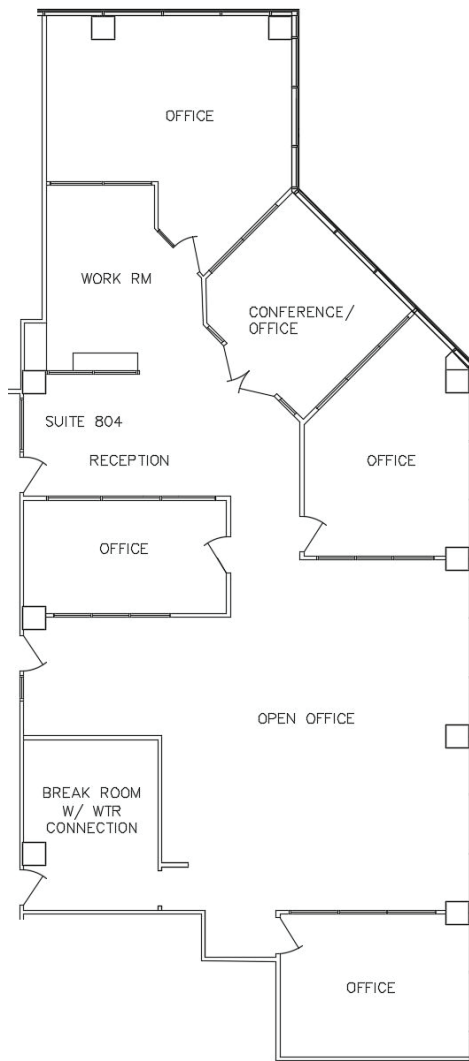 OFFICE
WORK RM
CONFERENCE/
OFFICE
SUITE 804
RECEPTION
OFFICE
OFFICE
OPEN OFFICE
BREAK ROOM
W/ WTR
CONNECTION
OFFICE